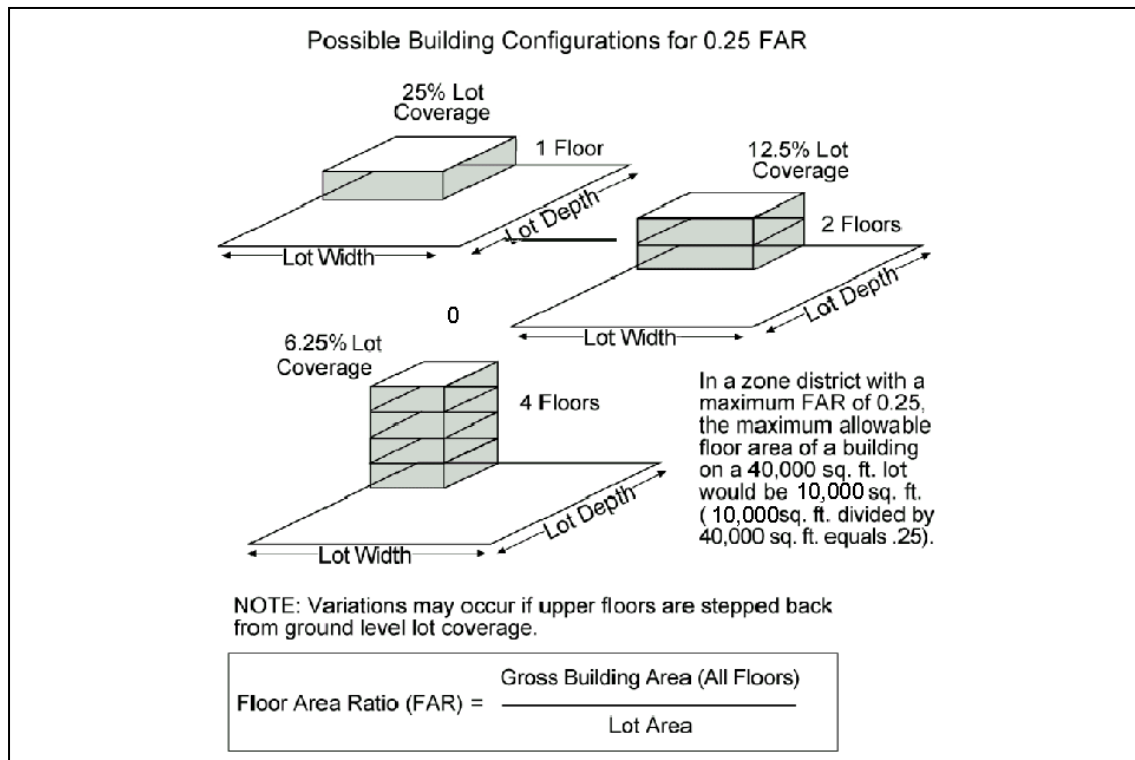 Possible Building Configurations for 0.25 FAR
25% Lot
Coverage
1 Floor
Lot Depth
Lot Width
12.5% Lot
Coverage
2 Floors
Lot Depth
Lot Width
0
6.25% Lot
Coverage
4 Floors
Lot Depth
Lot Width
In a zone district with a
maximum FAR of 0.25,
the maximum allowable
floor area of a building
on a 40,000 sq. ft. lot
would be 10,000 sq. ft.
( 10,000sq. ft. divided by
40,000 sq. ft. equals .25).
NOTE: Variations may occur if upper floors are stepped back
from ground level lot coverage.
Floor Area Ratio (FAR) =
Gross Building Area (All Floors)
Lot Area